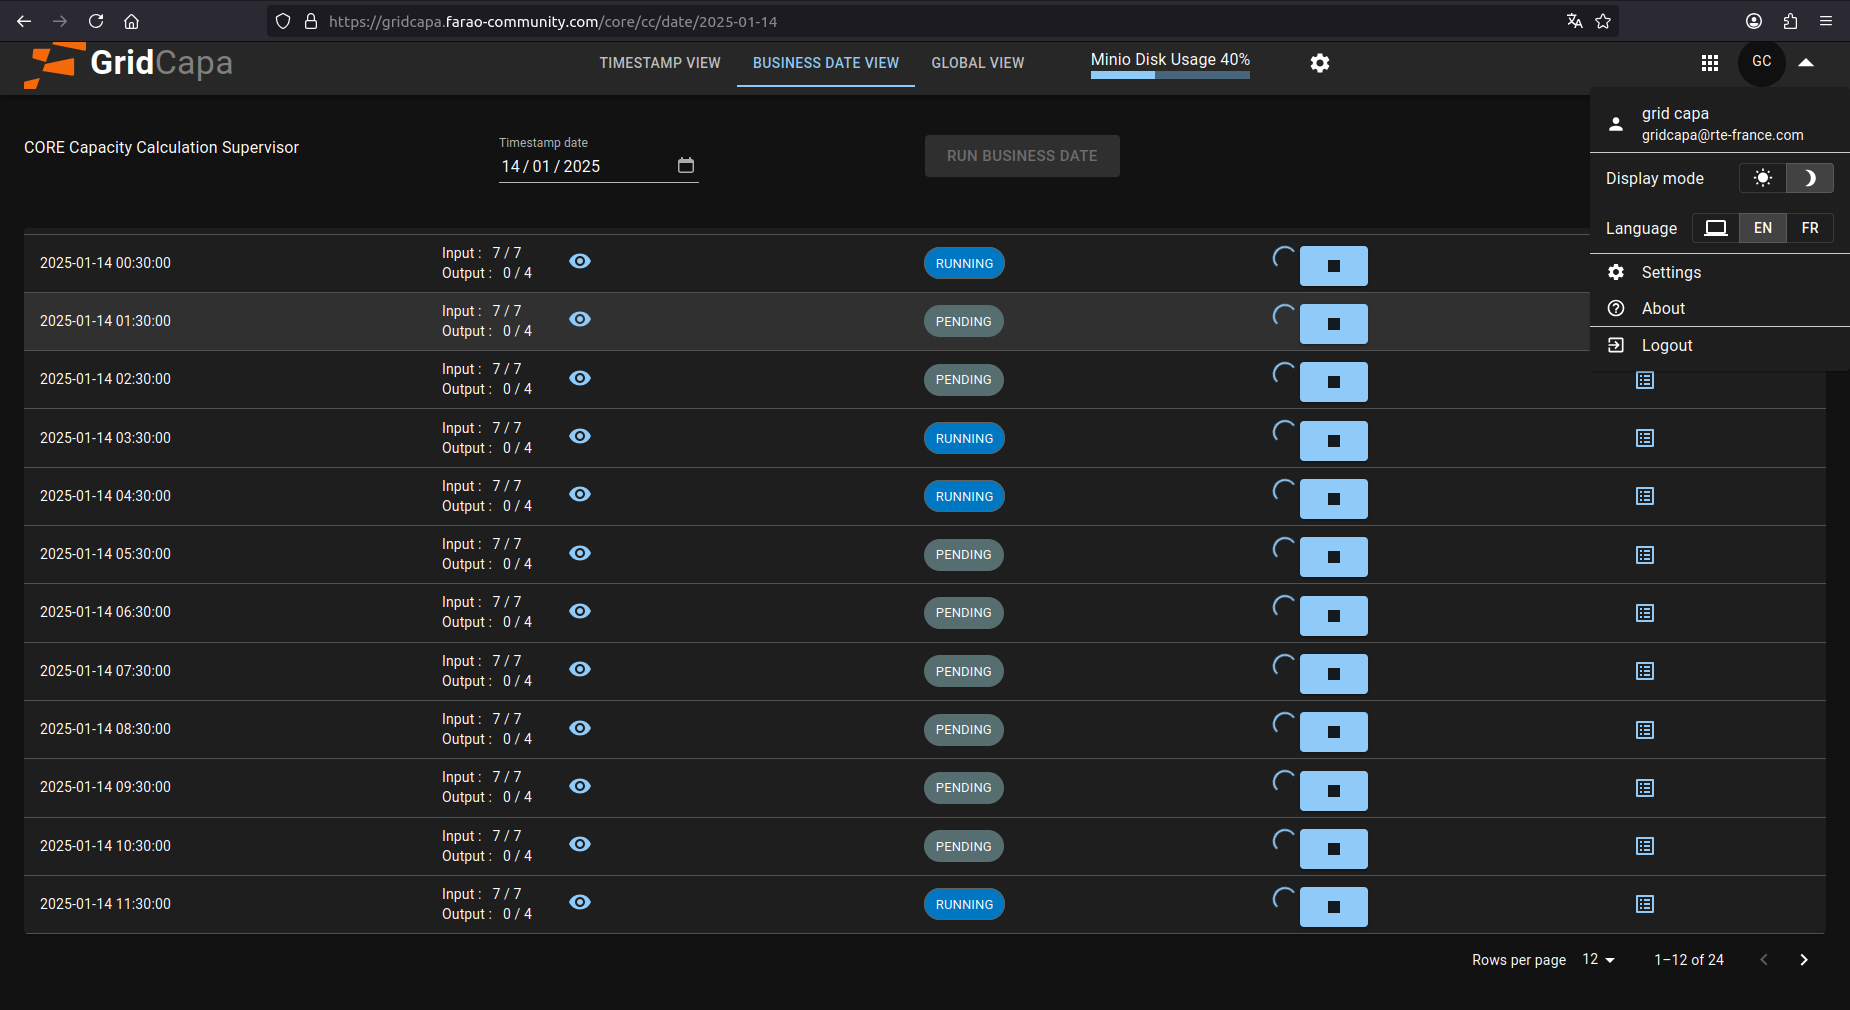 https://gridcapa.farao-community.com/core/cc/date/2025-01-14
GridCapa
TIMESTAMP VIEW
BUSINESS DATE VIEW
GLOBAL VIEW
Minio Disk Usage 40%
GC
grid capa
gridcapa@rte-france.com
Display mode
Language
EN
FR
Settings
About
Logout
CORE Capacity Calculation Supervisor
Timestamp date
14 / 01 / 2025
RUN BUSINESS DATE
2025-01-14 00:30:00
Input : 7 / 7
Output : 0 / 4
RUNNING
2025-01-14 01:30:00
Input : 7 / 7
Output : 0 / 4
PENDING
2025-01-14 02:30:00
Input : 7 / 7
Output : 0 / 4
PENDING
2025-01-14 03:30:00
Input : 7 / 7
Output : 0 / 4
RUNNING
2025-01-14 04:30:00
Input : 7 / 7
Output : 0 / 4
RUNNING
2025-01-14 05:30:00
Input : 7 / 7
Output : 0 / 4
PENDING
2025-01-14 06:30:00
Input : 7 / 7
Output : 0 / 4
PENDING
2025-01-14 07:30:00
Input : 7 / 7
Output : 0 / 4
PENDING
2025-01-14 08:30:00
Input : 7 / 7
Output : 0 / 4
PENDING
2025-01-14 09:30:00
Input : 7 / 7
Output : 0 / 4
PENDING
2025-01-14 10:30:00
Input : 7 / 7
Output : 0 / 4
PENDING
2025-01-14 11:30:00
Input : 7 / 7
Output : 0 / 4
RUNNING
Rows per page 12
1–12 of 24